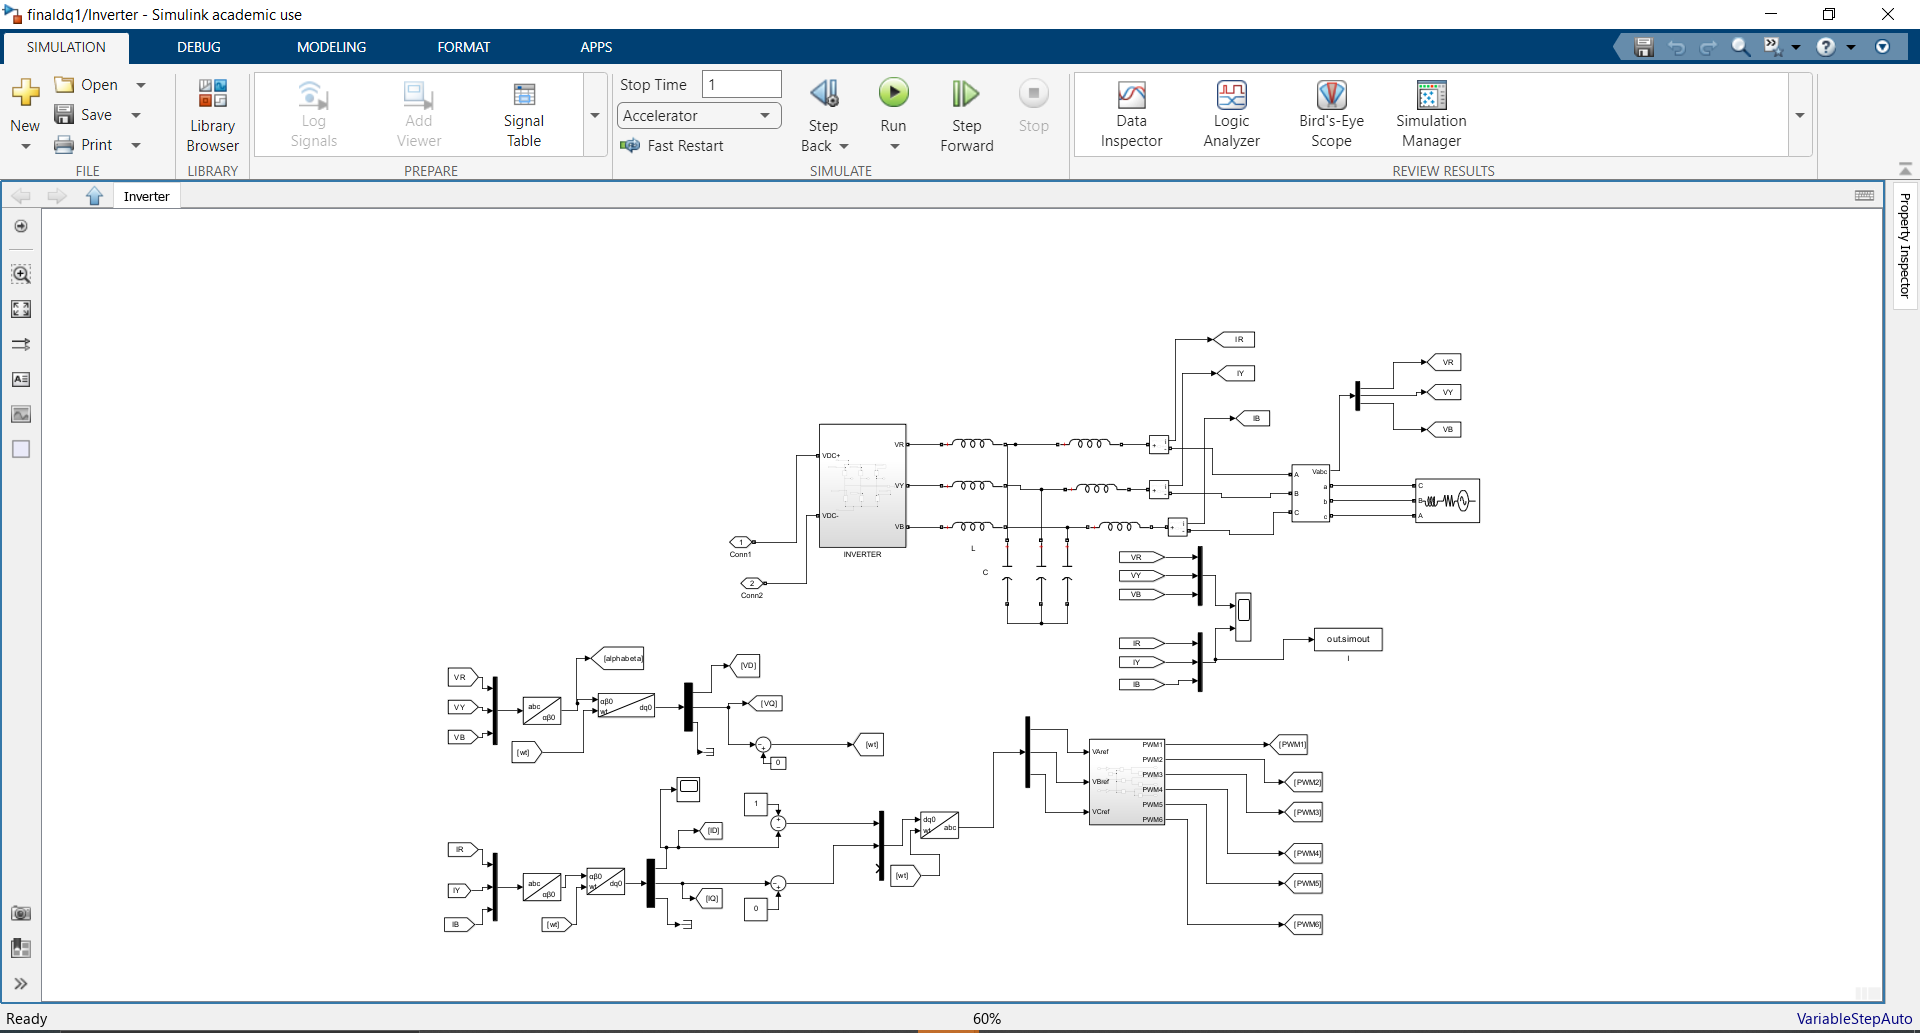 finaldq1/Inverter - Simulink academic use
SIMULATION DEBUG MODELING FORMAT APPS
New
Open
Save
Print
FILE
Library Browser
LIBRARY
Log Signals
Add Viewer
Signal Table
PREPARE
Stop Time 1
Accelerator
Fast Restart
Step Back
Run
Step Forward
Stop
SIMULATE
Data Inspector
Logic Analyzer
Bird's-Eye Scope
Simulation Manager
REVIEW RESULTS
Inverter
Property Inspector
IR
IY
IB
VR
VY
VB
VDC+
VDC-
VR
VY
VB
INVERTER
1
Conn1
2
Conn2
L
C
+ i -
+ i -
+ i -
A
B
C
Vabc
a
b
c
C
B
A
VR
VY
VB
IR
IY
IB
out.simout
I
VR
VY
VB
abc
αβ0
[alphabeta]
[wt]
αβ0
wt
dq0
[VD]
[VQ]
0
[wt]
IR
IY
IB
abc
αβ0
[wt]
αβ0
wt
dq0
[ID]
[IQ]
1
0
dq0
wt
abc
[wt]
VAref
VBref
VCref
PWM1
PWM2
PWM3
PWM4
PWM5
PWM6
[PWM1]
[PWM2]
[PWM3]
[PWM4]
[PWM5]
[PWM6]
Ready
60%
VariableStepAuto